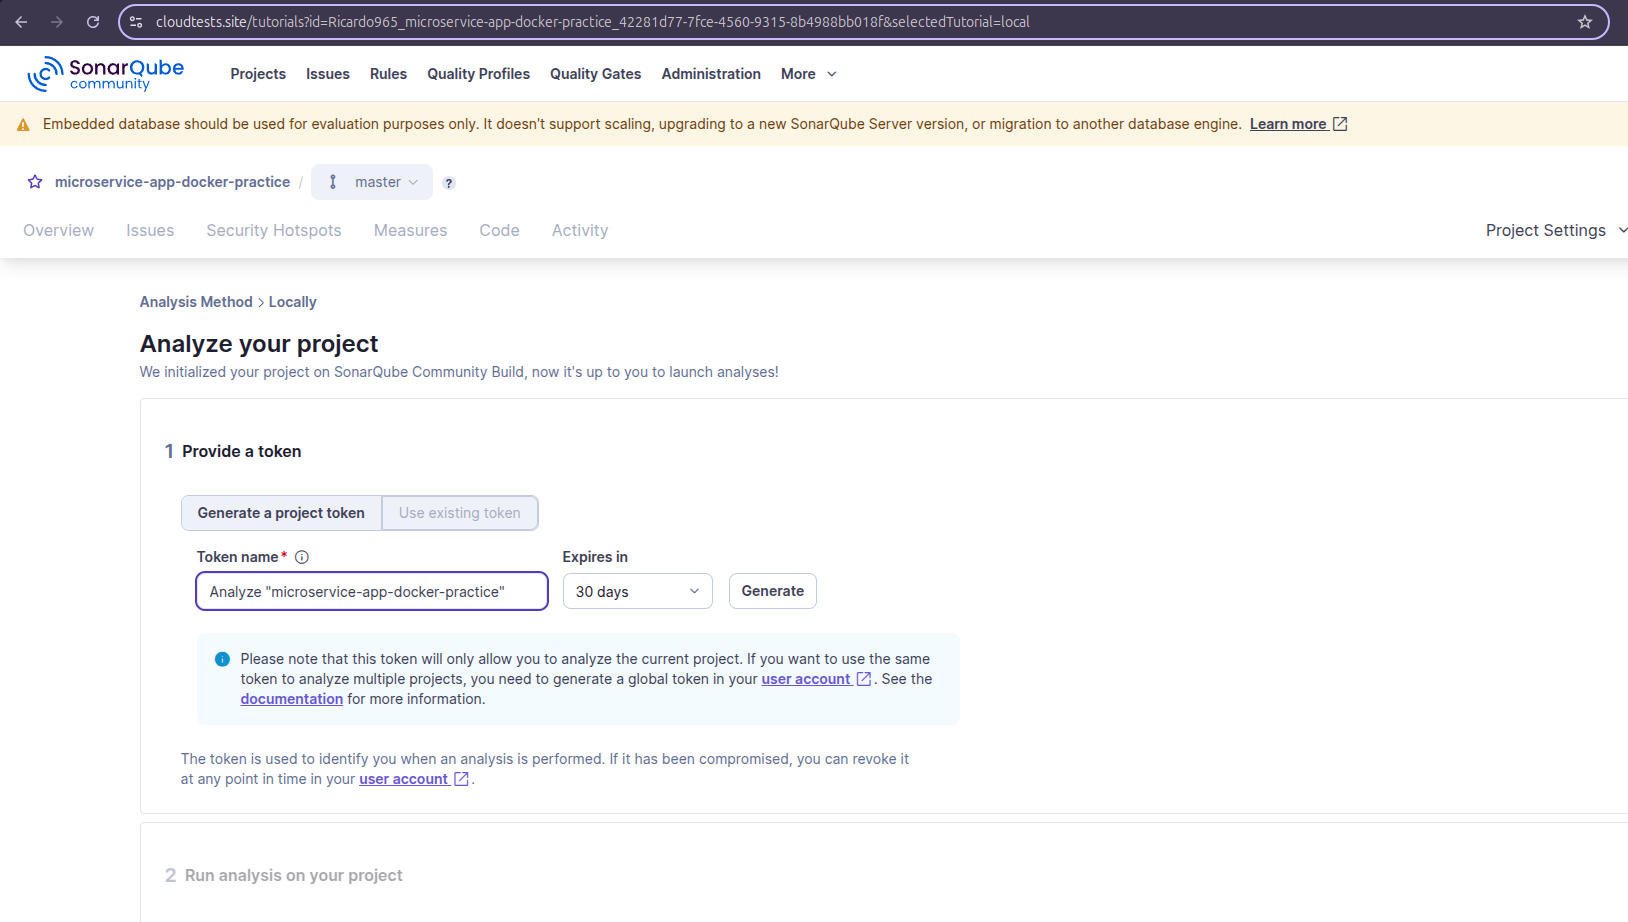 cloudtests.site/tutorials?id=Ricardo965_microservice-app-docker-practice_42281d77-7fce-4560-9315-8b4988bb018f&selectedTutorial=local
SonarQube community Projects Issues Rules Quality Profiles Quality Gates Administration More
Embedded database should be used for evaluation purposes only. It doesn't support scaling, upgrading to a new SonarQube Server version, or migration to another database engine. Learn more
microservice-app-docker-practice / master ?
Overview Issues Security Hotspots Measures Code Activity Project Settings
Analysis Method > Locally
Analyze your project
We initialized your project on SonarQube Community Build, now it's up to you to launch analyses!
1 Provide a token
Generate a project token Use existing token
Token name* Expires in
Analyze "microservice-app-docker-practice" 30 days Generate
Please note that this token will only allow you to analyze the current project. If you want to use the same
token to analyze multiple projects, you need to generate a global token in your user account . See the
documentation for more information.
The token is used to identify you when an analysis is performed. If it has been compromised, you can revoke it
at any point in time in your user account .
2 Run analysis on your project